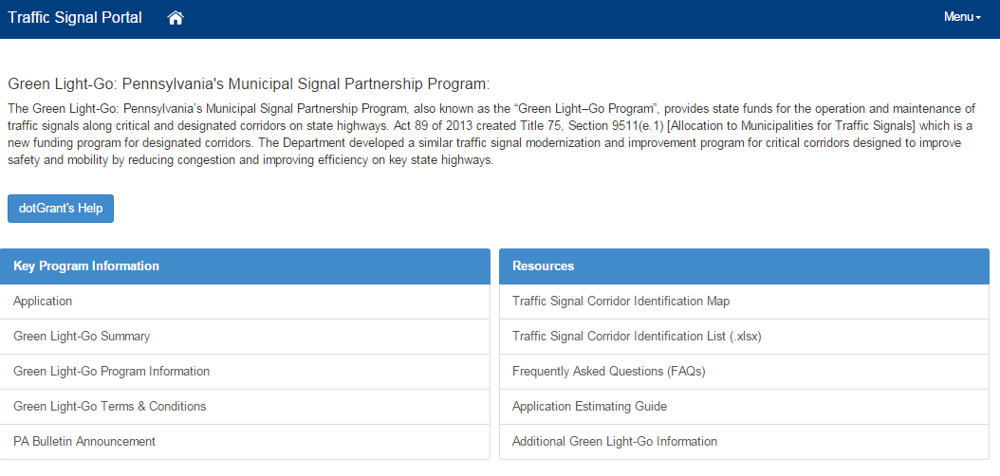 Traffic Signal Portal
Menu
Green Light-Go: Pennsylvania's Municipal Signal Partnership Program:
The Green Light-Go: Pennsylvania's Municipal Signal Partnership Program, also known as the “Green Light–Go Program”, provides state funds for the operation and maintenance of
traffic signals along critical and designated corridors on state highways. Act 89 of 2013 created Title 75, Section 9511(e.1) [Allocation to Municipalities for Traffic Signals] which is a
new funding program for designated corridors. The Department developed a similar traffic signal modernization and improvement program for critical corridors designed to improve
safety and mobility by reducing congestion and improving efficiency on key state highways.
dotGrant's Help
Key Program Information
Application
Green Light-Go Summary
Green Light-Go Program Information
Green Light-Go Terms & Conditions
PA Bulletin Announcement
Resources
Traffic Signal Corridor Identification Map
Traffic Signal Corridor Identification List (.xlsx)
Frequently Asked Questions (FAQs)
Application Estimating Guide
Additional Green Light-Go Information